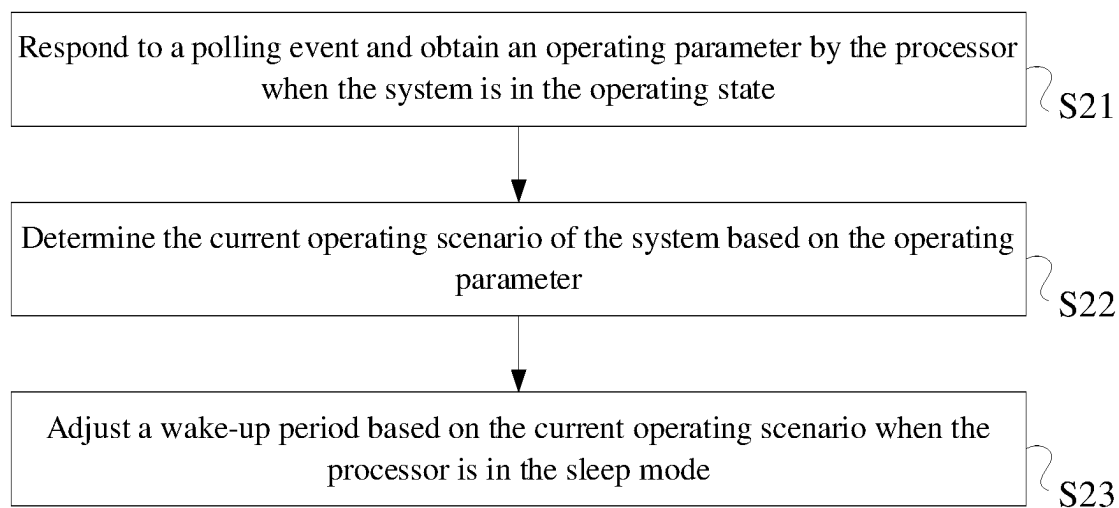 Respond to a polling event and obtain an operating parameter by the processor
when the system is in the operating state
S21
Determine the current operating scenario of the system based on the operating
parameter
S22
Adjust a wake-up period based on the current operating scenario when the
processor is in the sleep mode
S23